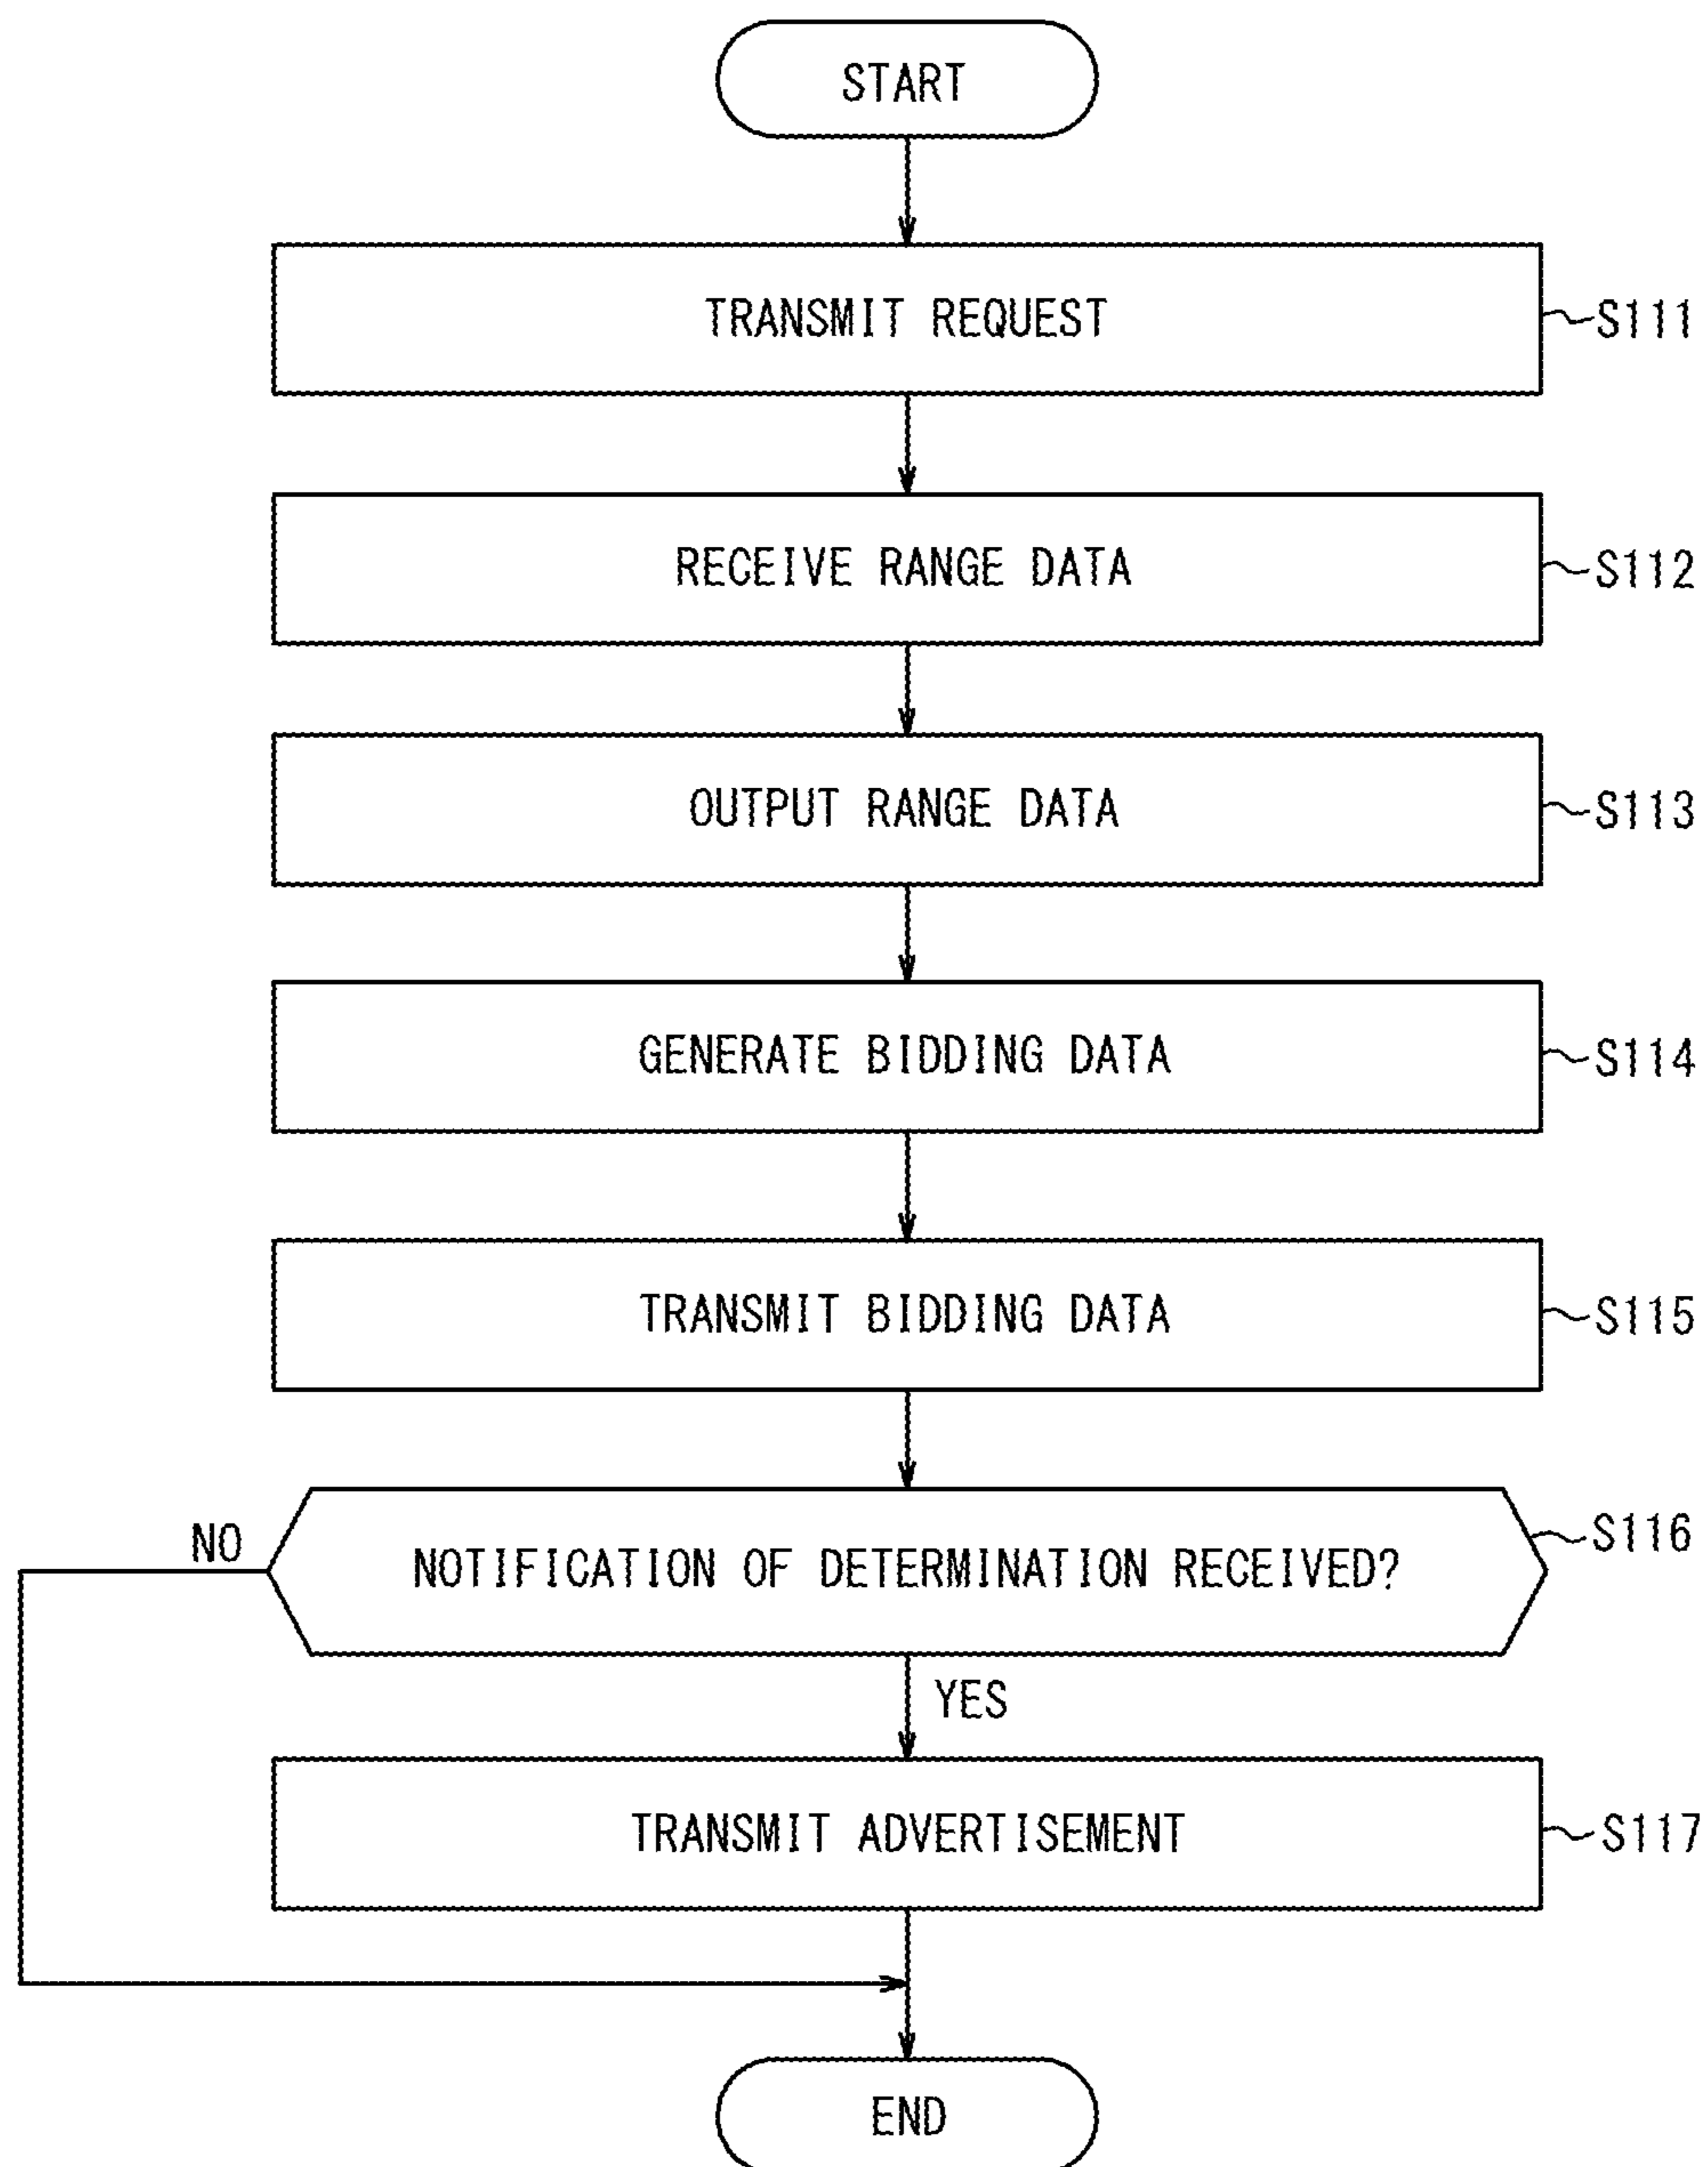 START
TRANSMIT REQUEST
S111
RECEIVE RANGE DATA
S112
OUTPUT RANGE DATA
S113
GENERATE BIDDING DATA
S114
TRANSMIT BIDDING DATA
S115
NOTIFICATION OF DETERMINATION RECEIVED?
S116
NO
YES
TRANSMIT ADVERTISEMENT
S117
END